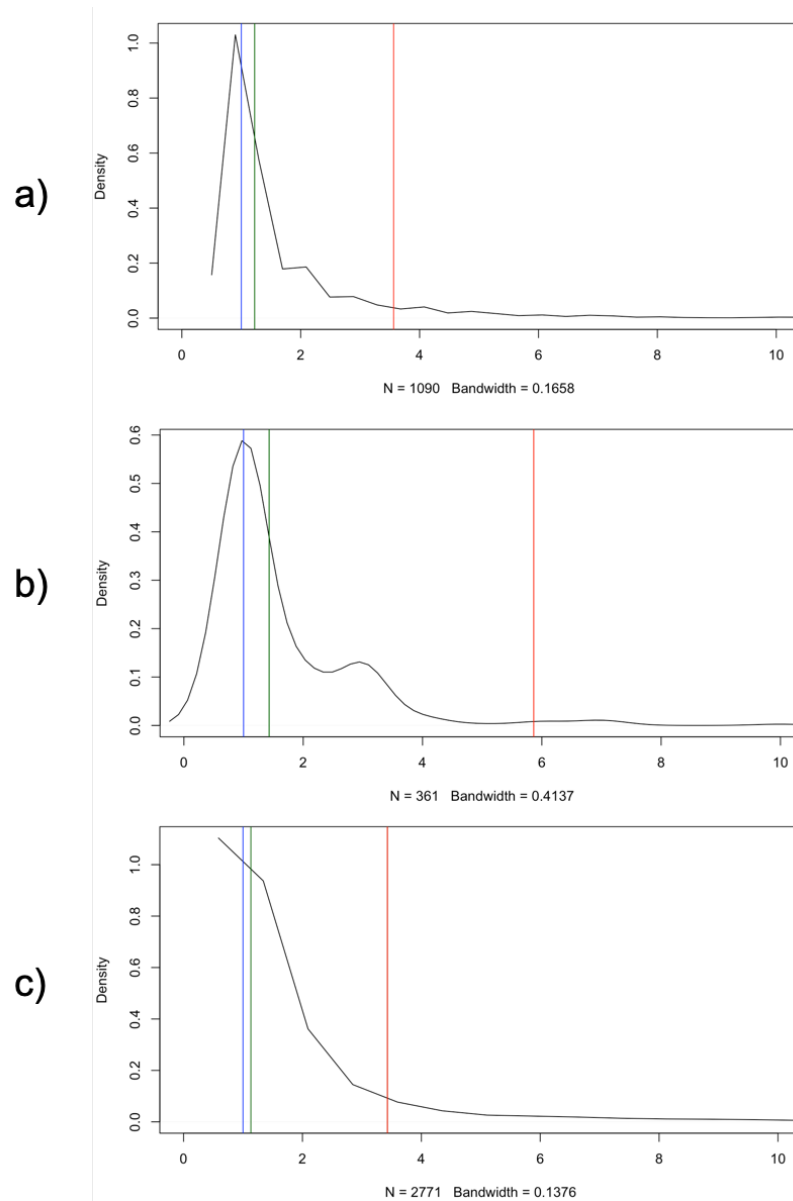 a)
Density
0.0 0.2 0.4 0.6 0.8 1.0
0 2 4 6 8 10
N = 1090 Bandwidth = 0.1658
b)
Density
0.0 0.1 0.2 0.3 0.4 0.5 0.6
0 2 4 6 8 10
N = 361 Bandwidth = 0.4137
c)
Density
0.0 0.2 0.4 0.6 0.8 1.0
0 2 4 6 8 10
N = 2771 Bandwidth = 0.1376